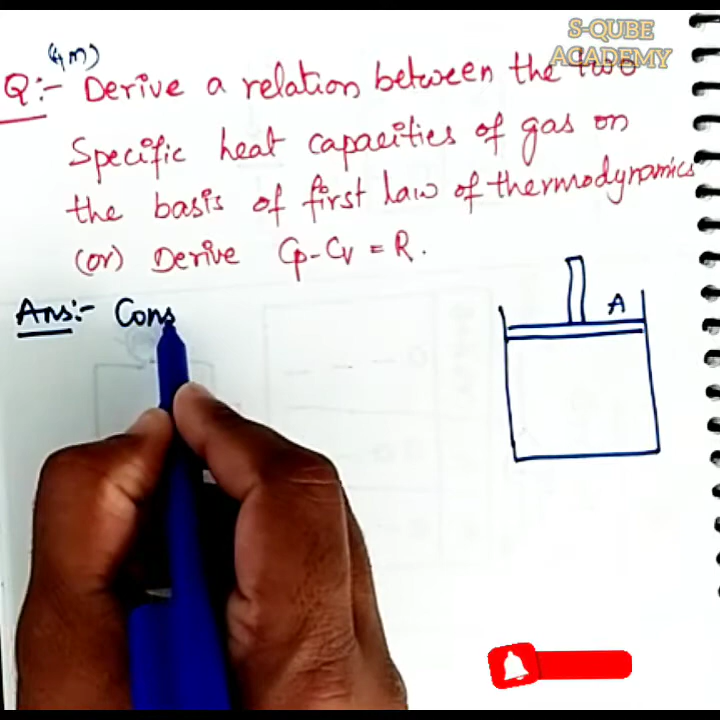 S-QUBE
ACADEMY
(4m)
Q:- Derive a relation between the two
Specific heat capacities of gas on
the basis of first law of thermodynamics
(or) Derive Cp - Cv = R.
Ans:- Cons
A